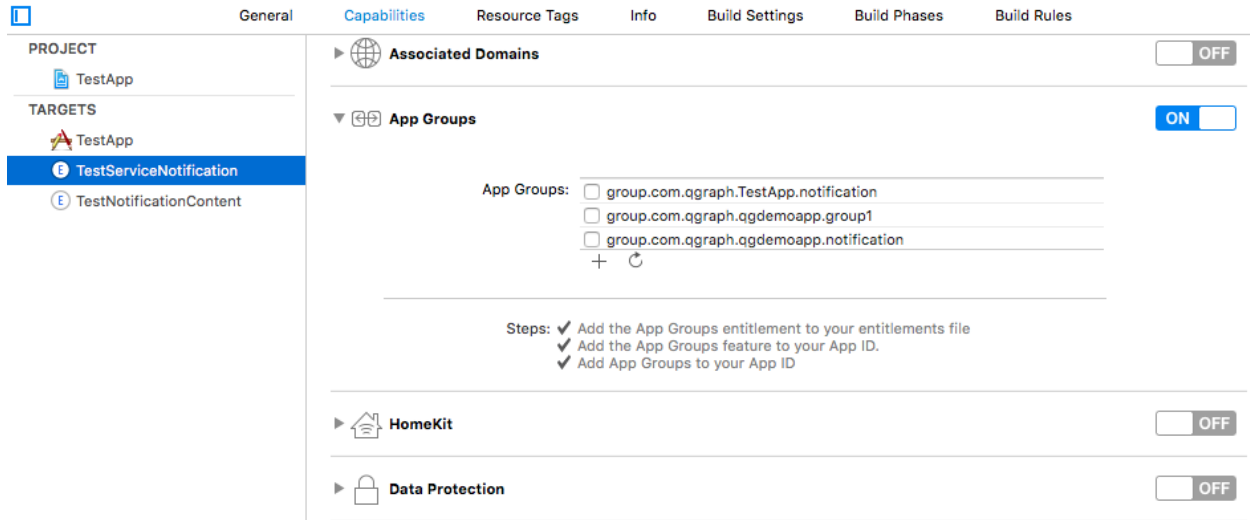 General Capabilities Resource Tags Info Build Settings Build Phases Build Rules
PROJECT
TestApp
TARGETS
TestApp
E TestServiceNotification
E TestNotificationContent
Associated Domains OFF
App Groups ON
App Groups: group.com.qgraph.TestApp.notification
group.com.qgraph.qgdemoapp.group1
group.com.qgraph.qgdemoapp.notification
Steps: ✔ Add the App Groups entitlement to your entitlements file
✔ Add the App Groups feature to your App ID.
✔ Add App Groups to your App ID
HomeKit OFF
Data Protection OFF